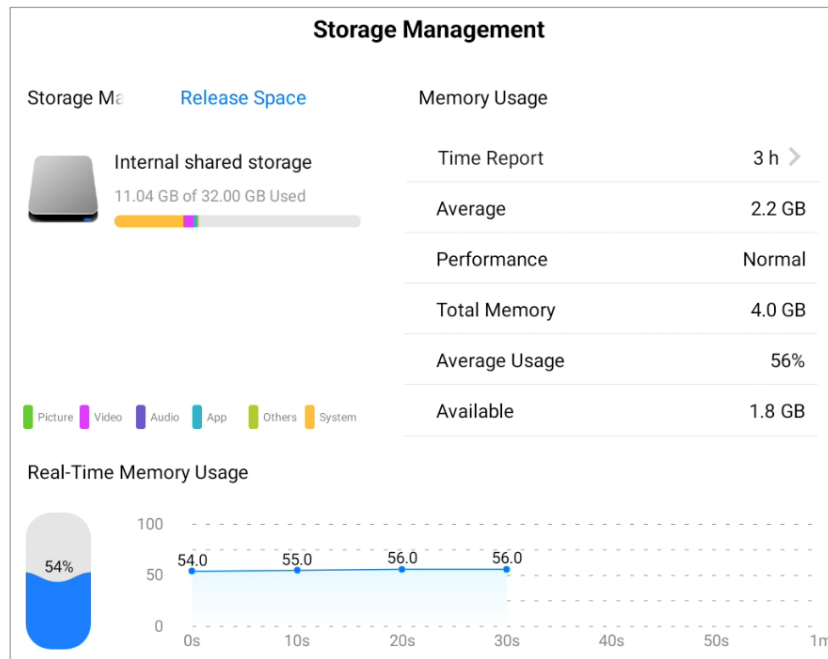 Storage Management
Storage Ma
Release Space
Internal shared storage
11.04 GB of 32.00 GB Used
Picture Video Audio App Others System
Memory Usage
Time Report 3 h
Average 2.2 GB
Performance Normal
Total Memory 4.0 GB
Average Usage 56%
Available 1.8 GB
Real-Time Memory Usage
54%
100
50
0
54.0 55.0 56.0 56.0
0s 10s 20s 30s 40s 50s 1m